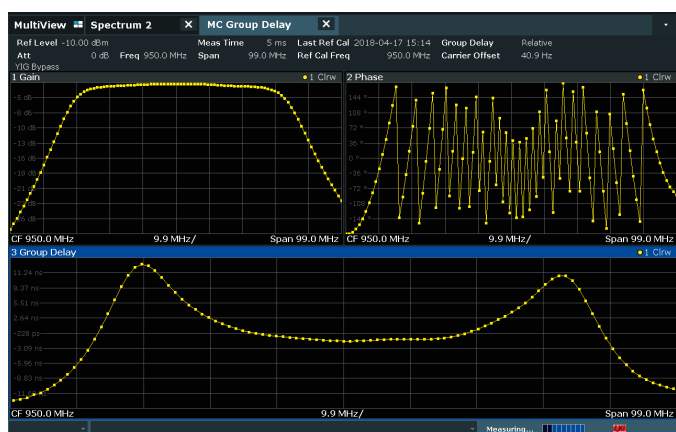 MultiView Spectrum 2 X MC Group Delay X
Ref Level -10.00 dBm Meas Time 5 ms Last Ref Cal 2018-04-17 15:14 Group Delay Relative
Att 0 dB Freq 950.0 MHz Span 99.0 MHz Ref Cal Freq 950.0 MHz Carrier Offset 40.9 Hz
YIG Bypass
1 Gain 1 Clrw
-5 dB
-8 dB
-10 dB
-13 dB
-16 dB
-18 dB
-21 dB
CF 950.0 MHz 9.9 MHz/ Span 99.0 MHz
2 Phase 1 Clrw
144 °
108 °
72 °
36 °
0 °
-36 °
-72 °
-108
CF 950.0 MHz 9.9 MHz/ Span 99.0 MHz
3 Group Delay 1 Clrw
11.24 ns
8.37 ns
5.51 ns
2.64 ns
-228 ps
-3.09 ns
-5.96 ns
-8.83 ns
CF 950.0 MHz 9.9 MHz/ Span 99.0 MHz
Measuring...